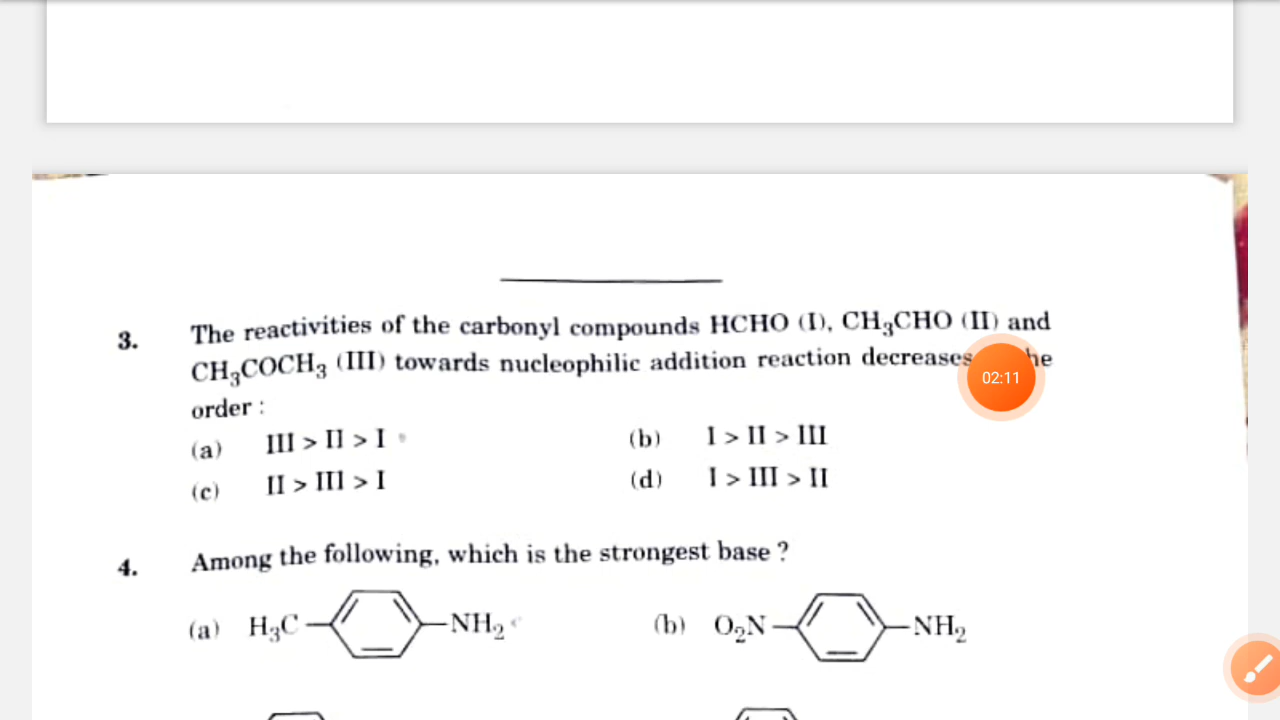 3. The reactivities of the carbonyl compounds HCHO (I), CH₃CHO (II) and
CH₃COCH₃ (III) towards nucleophilic addition reaction decreases he
order :
(a) III > II > I (b) I > II > III
(c) II > III > I (d) I > III > II
02:11
4. Among the following, which is the strongest base ?
(a) H₃C NH₂ (b) O₂N NH₂